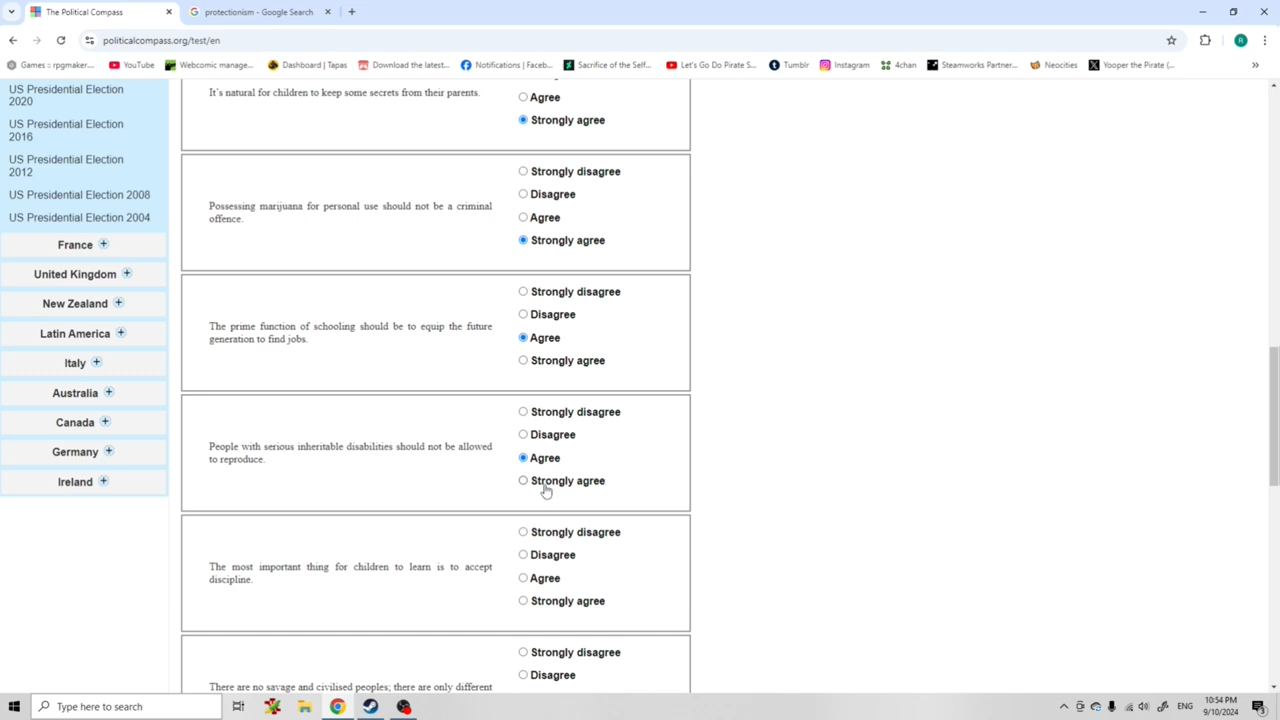 The Political Compass
protectionism - Google Search
politicalcompass.org/test/en
Games :: rpgmaker...
YouTube
Webcomic manage...
Dashboard | Tapas
Download the latest...
Notifications | Faceb...
Sacrifice of the Self...
Let's Go Do Pirate S...
Tumblr
Instagram
4chan
Steamworks Partner...
Neocities
Yooper the Pirate (...
US Presidential Election
2020
US Presidential Election
2016
US Presidential Election
2012
US Presidential Election 2008
US Presidential Election 2004
France
United Kingdom
New Zealand
Latin America
Italy
Australia
Canada
Germany
Ireland
It's natural for children to keep some secrets from their parents.
Agree
Strongly agree
Possessing marijuana for personal use should not be a criminal
offence.
Strongly disagree
Disagree
Agree
Strongly agree
The prime function of schooling should be to equip the future
generation to find jobs.
Strongly disagree
Disagree
Agree
Strongly agree
People with serious inheritable disabilities should not be allowed
to reproduce.
Strongly disagree
Disagree
Agree
Strongly agree
The most important thing for children to learn is to accept
discipline.
Strongly disagree
Disagree
Agree
Strongly agree
There are no savage and civilised peoples; there are only different
Strongly disagree
Disagree
Type here to search
ENG
10:54 PM
9/10/2024